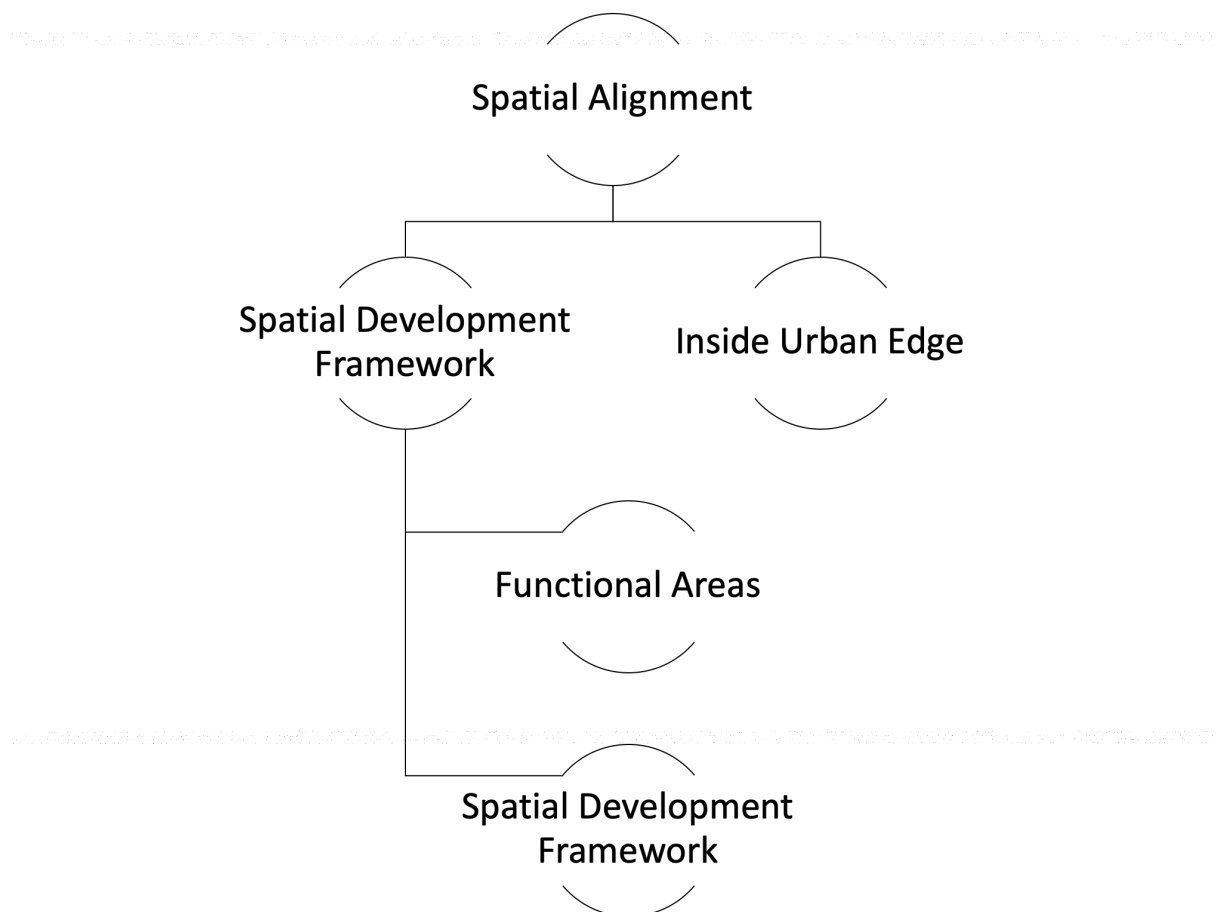 Spatial Alignment
Spatial Development
Framework
Inside Urban Edge
Functional Areas
Spatial Development
Framework